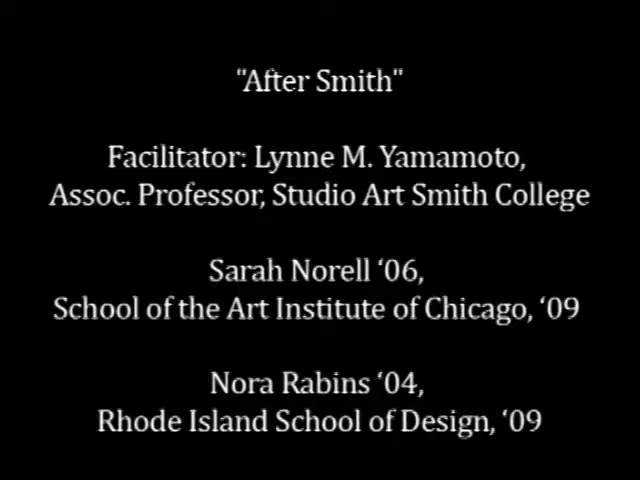 "After Smith"
Facilitator: Lynne M. Yamamoto,
Assoc. Professor, Studio Art Smith College
Sarah Norell ‘06,
School of the Art Institute of Chicago, ‘09
Nora Rabins ‘04,
Rhode Island School of Design, ‘09